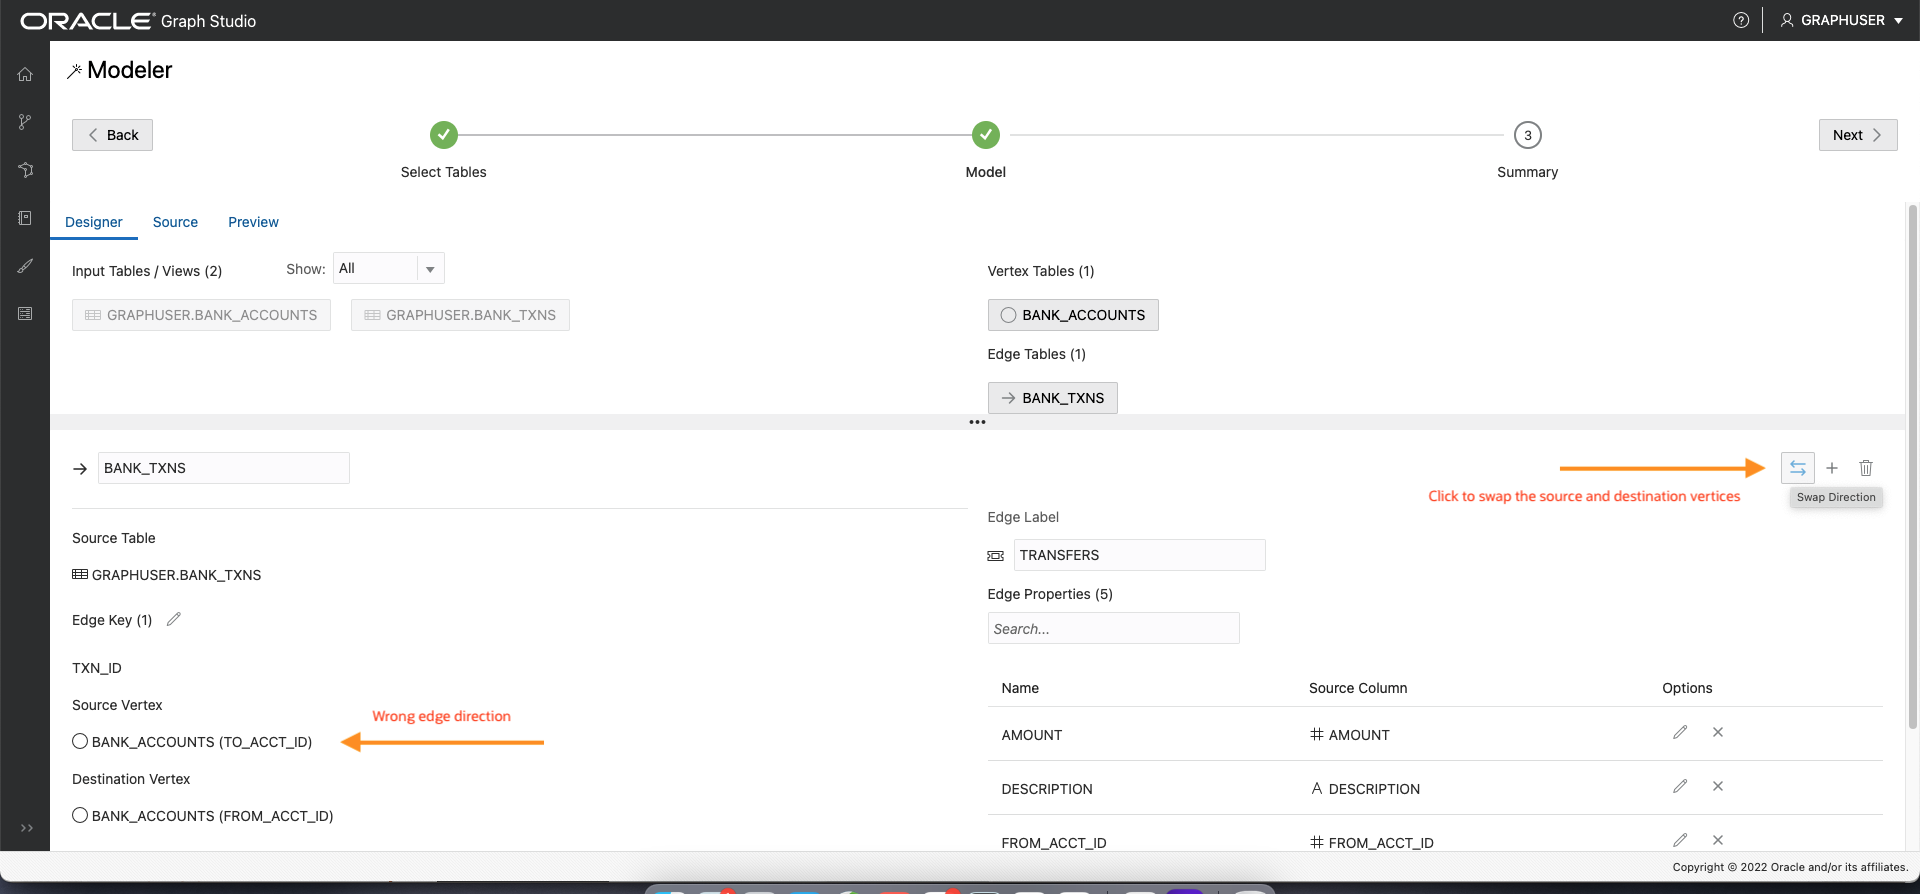 ORACLE Graph Studio
GRAPHUSER
Modeler
Back
3
Next
Select Tables
Model
Summary
Designer
Source
Preview
Input Tables / Views (2)
Show:
All
Vertex Tables (1)
GRAPHUSER.BANK_ACCOUNTS
GRAPHUSER.BANK_TXNS
BANK_ACCOUNTS
Edge Tables (1)
BANK_TXNS
BANK_TXNS
Click to swap the source and destination vertices
Swap Direction
Edge Label
Source Table
TRANSFERS
GRAPHUSER.BANK_TXNS
Edge Properties (5)
Edge Key (1)
Search...
TXN_ID
Name
Source Column
Options
Source Vertex
Wrong edge direction
BANK_ACCOUNTS (TO_ACCT_ID)
AMOUNT
# AMOUNT
Destination Vertex
DESCRIPTION
A DESCRIPTION
BANK_ACCOUNTS (FROM_ACCT_ID)
FROM_ACCT_ID
# FROM_ACCT_ID
Copyright © 2022 Oracle and/or its affiliates.